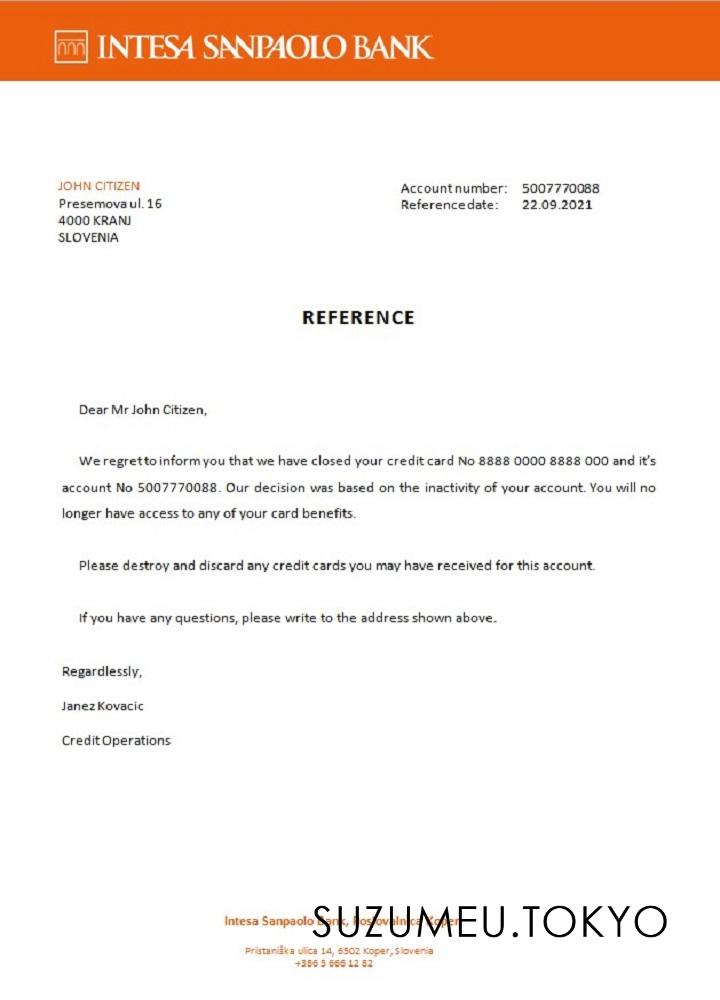 INTESA SANPAOLO BANK
JOHN CITIZEN
Presemova ul. 16
4000 KRANJ
SLOVENIA
Account number: 5007770088
Reference date: 22.09.2021
REFERENCE
Dear Mr John Citizen,
We regret to inform you that we have closed your credit card No 8888 0000 8888 000 and it's
account No 5007770088. Our decision was based on the inactivity of your account. You will no
longer have access to any of your card benefits.
Please destroy and discard any credit cards you may have received for this account.
If you have any questions, please write to the address shown above.
Regardlessly,
Janez Kovacic
Credit Operations
Intesa Sanpaolo Bank, Poslovalnica Koper
SUZUMEU.TOKYO
Pristaniška ulica 14, 6502 Koper, Slovenia
+386 5 666 12 82